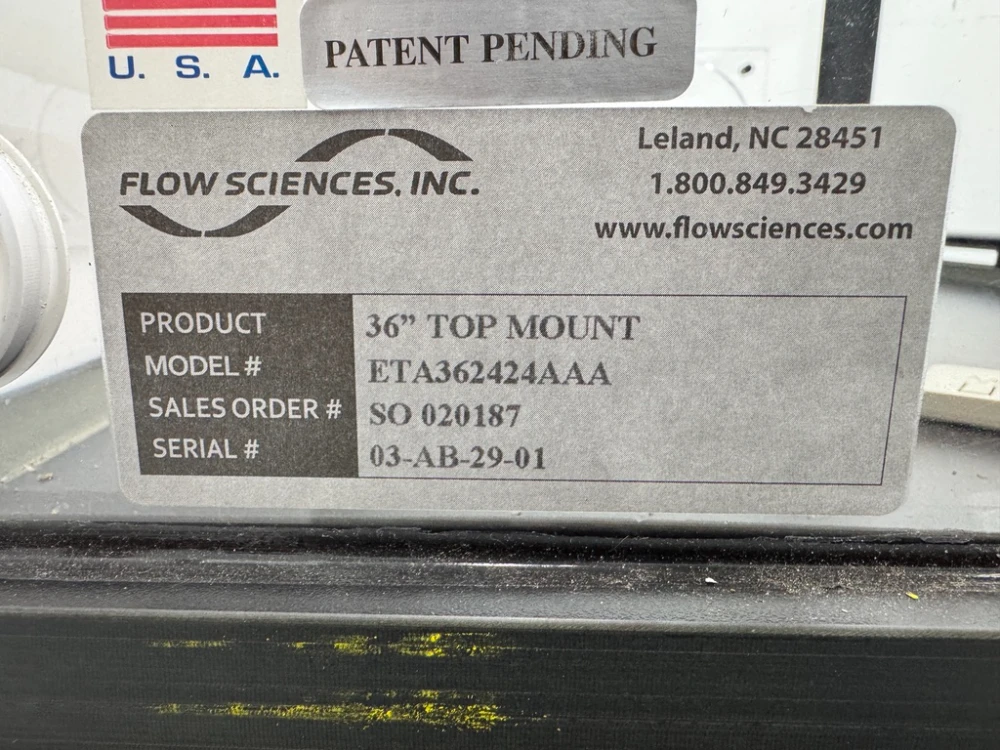 U. S. A.
PATENT PENDING
FLOW SCIENCES, INC.
Leland, NC 28451
1.800.849.3429
www.flowsciences.com
PRODUCT 36” TOP MOUNT
MODEL # ETA362424AAA
SALES ORDER # SO 020187
SERIAL # 03-AB-29-01